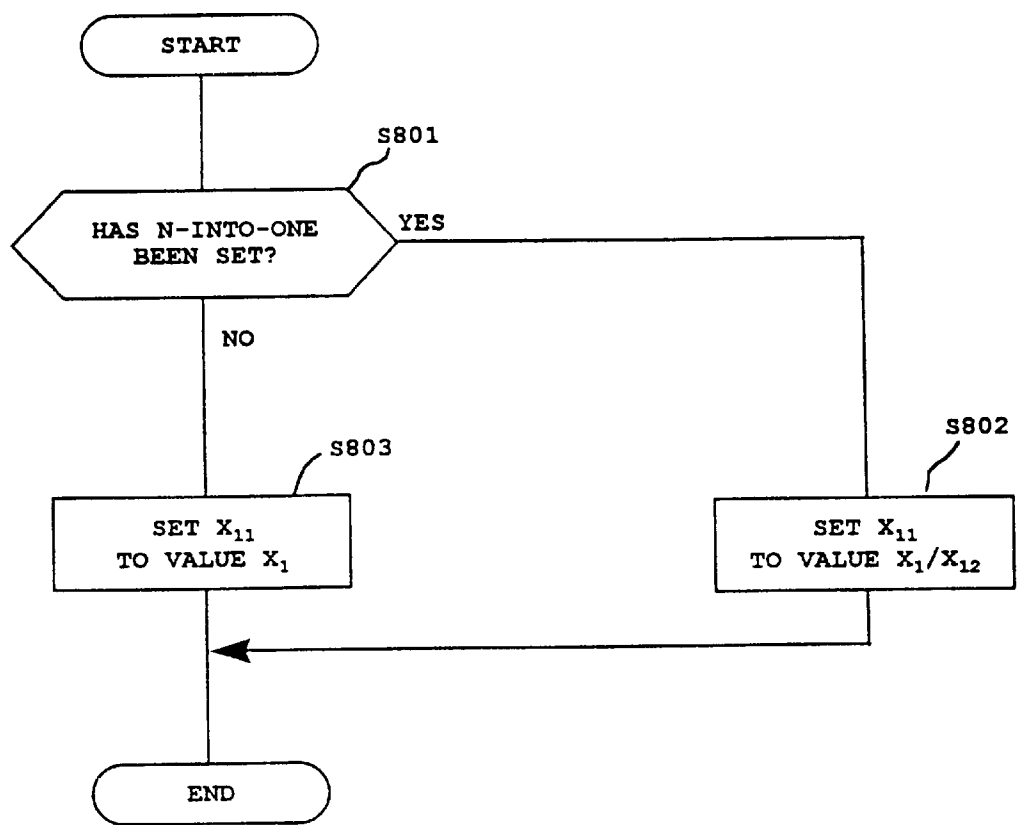 START
S801
HAS N-INTO-ONE
BEEN SET?
YES
NO
S803
SET X₁₁
TO VALUE X₁
S802
SET X₁₁
TO VALUE X₁/X₁₂
END